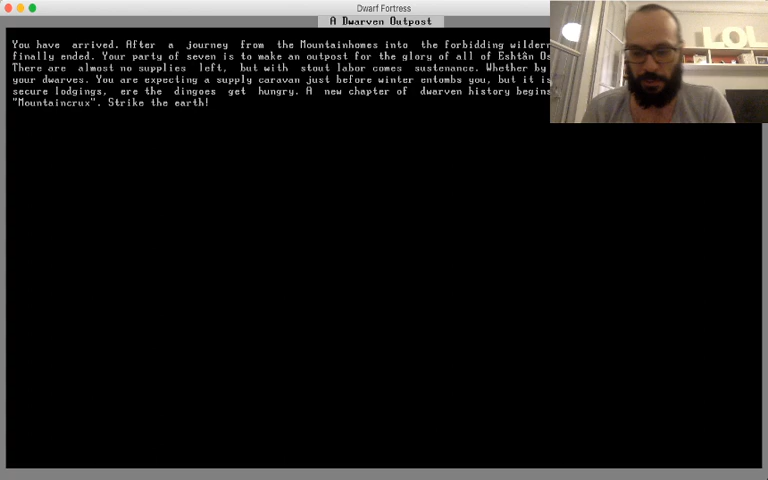 Dwarf Fortress
A Dwarven Outpost
You have arrived. After a journey from the Mountainhomes into the forbidding
finally ended. Your party of seven is to make an outpost for the glory of all of Eshtân
There are almost no supplies left, but with stout labor comes sustenance. Whether by
your dwarves. You are expecting a supply caravan just before winter entombs you, but it is
secure lodgings, ere the dingoes get hungry. A new chapter of dwarven history begins
"Mountaincrux". Strike the earth!
LOL